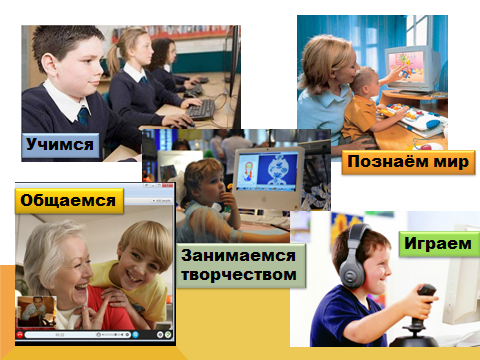 Учимся
Познаём мир
Общаемся
Занимаемся
творчеством
Играем